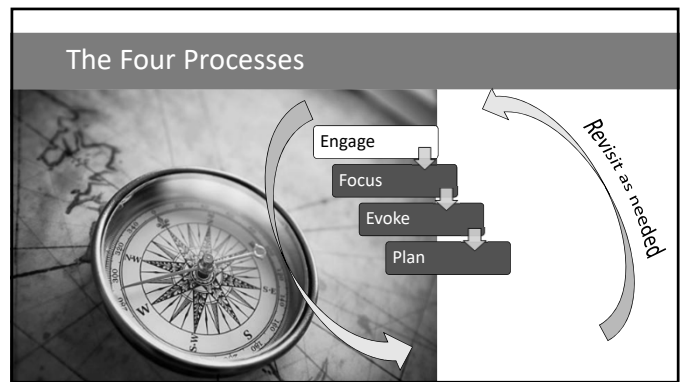 The Four Processes
Engage
Focus
Evoke
Plan
Revisit as needed
N-W
W
S-W
S